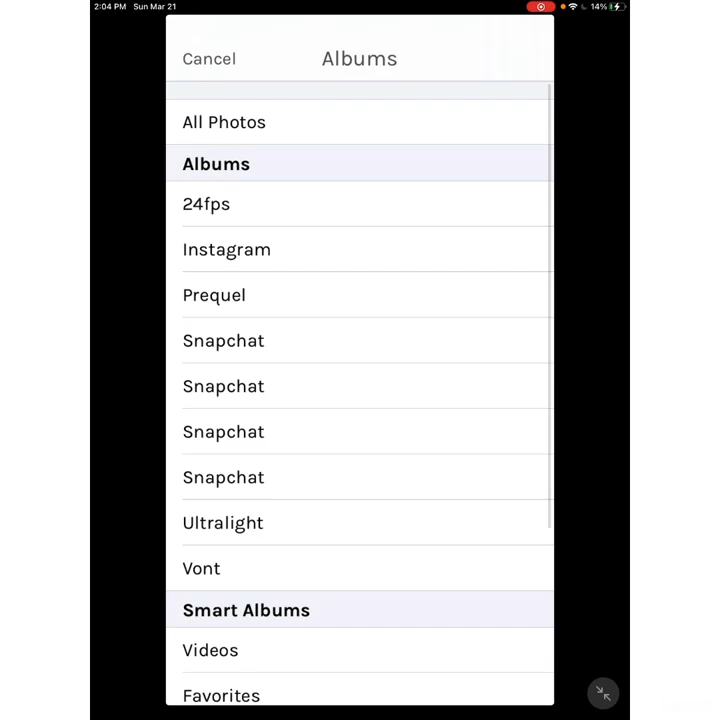 2:04 PM Sun Mar 21
14%
Cancel
Albums
All Photos
Albums
24fps
Instagram
Prequel
Snapchat
Snapchat
Snapchat
Snapchat
Ultralight
Vont
Smart Albums
Videos
Favorites